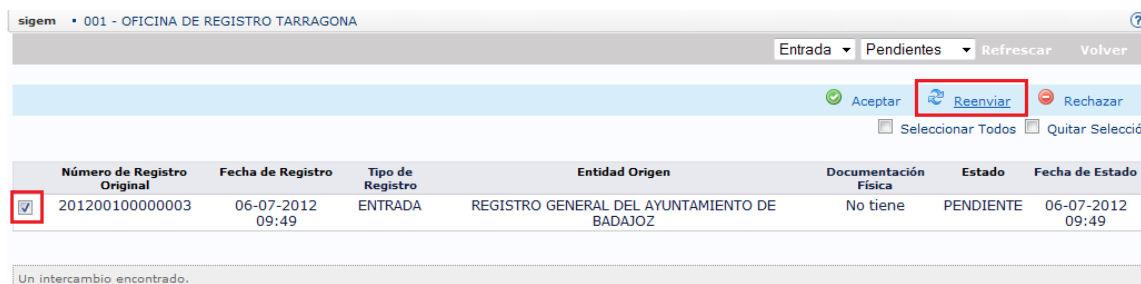 sigem • 001 - OFICINA DE REGISTRO TARRAGONA ?
Entrada Pendientes Refrescar Volver
Aceptar Reenviar Rechazar
Seleccionar Todos Quitar Selecció
Número de Registro Original Fecha de Registro Tipo de Registro Entidad Origen Documentación Física Estado Fecha de Estado
201200100000003 06-07-2012 09:49 ENTRADA REGISTRO GENERAL DEL AYUNTAMIENTO DE BADAJOZ No tiene PENDIENTE 06-07-2012 09:49
Un intercambio encontrado.